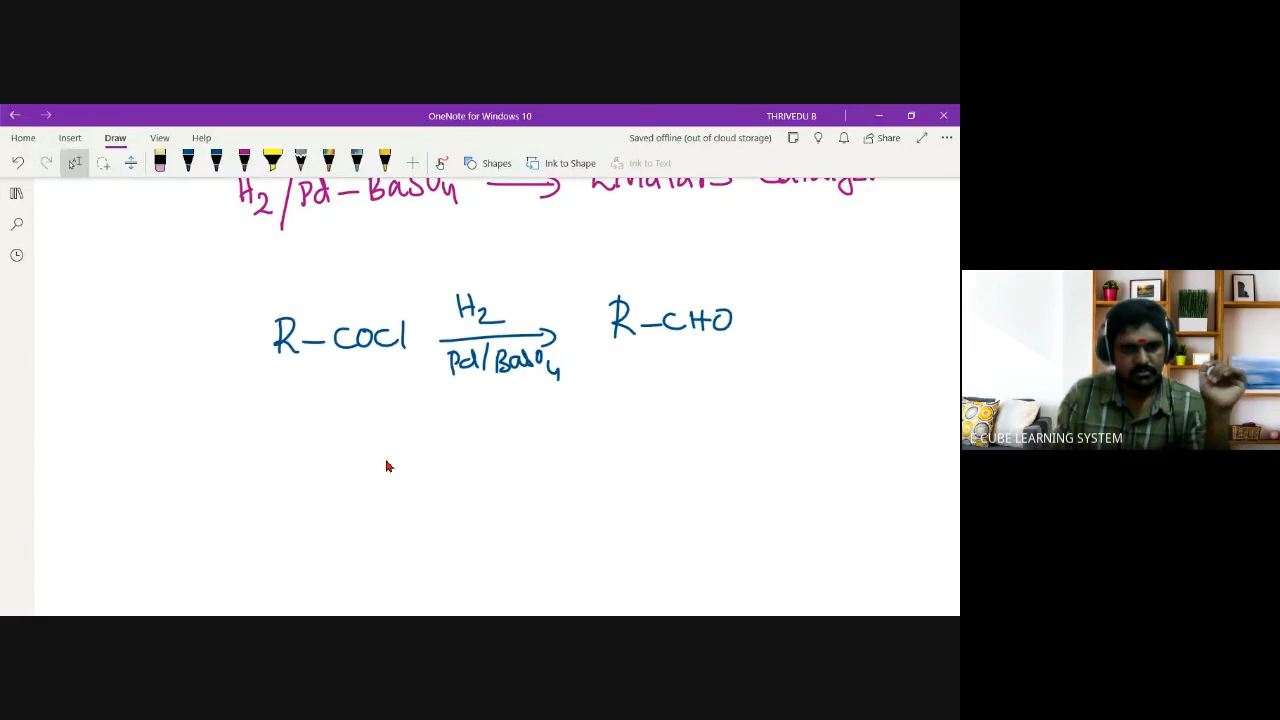 OneNote for Windows 10
THRIVEDU B
Home Insert Draw View Help
Saved offline (out of cloud storage)
Share
Shapes
Ink to Shape
Ink to Text
H2/Pd-BaSO4 →
H2
R-COCl → R-CHO
Pd/BaSO4
C CUBE LEARNING SYSTEM